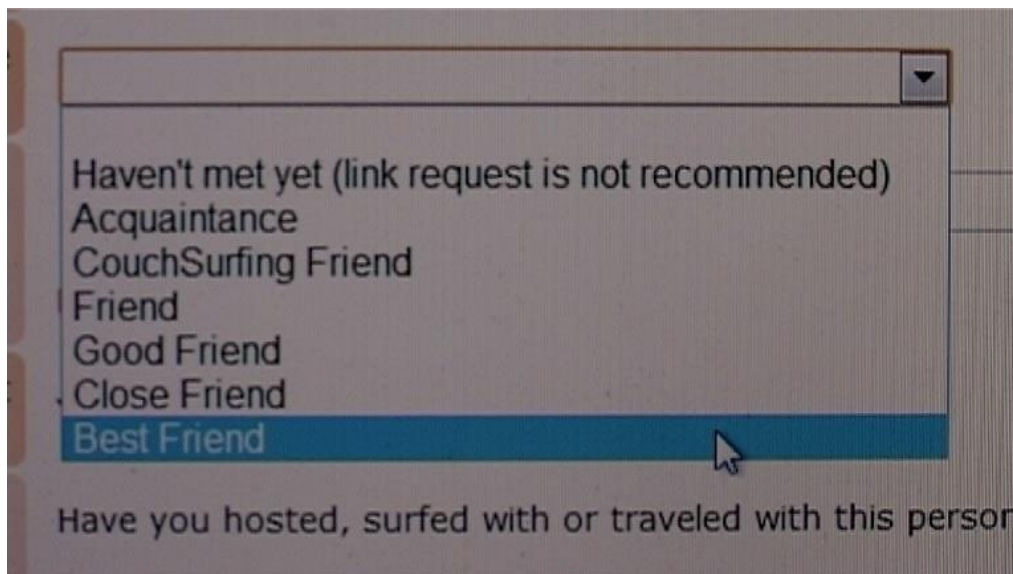 Haven't met yet (link request is not recommended)
Acquaintance
CouchSurfing Friend
Friend
Good Friend
Close Friend
Best Friend
Have you hosted, surfed with or traveled with this person